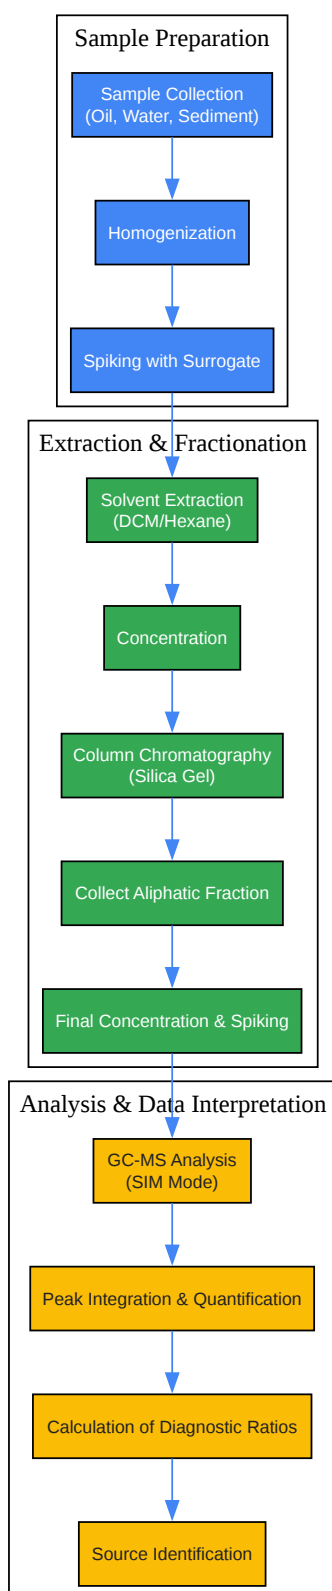 Sample Preparation
Sample Collection
(Oil, Water, Sediment)
Homogenization
Spiking with Surrogate
Extraction & Fractionation
Solvent Extraction
(DCM/Hexane)
Concentration
Column Chromatography
(Silica Gel)
Collect Aliphatic Fraction
Final Concentration & Spiking
Analysis & Data Interpretation
GC-MS Analysis
(SIM Mode)
Peak Integration & Quantification
Calculation of Diagnostic Ratios
Source Identification